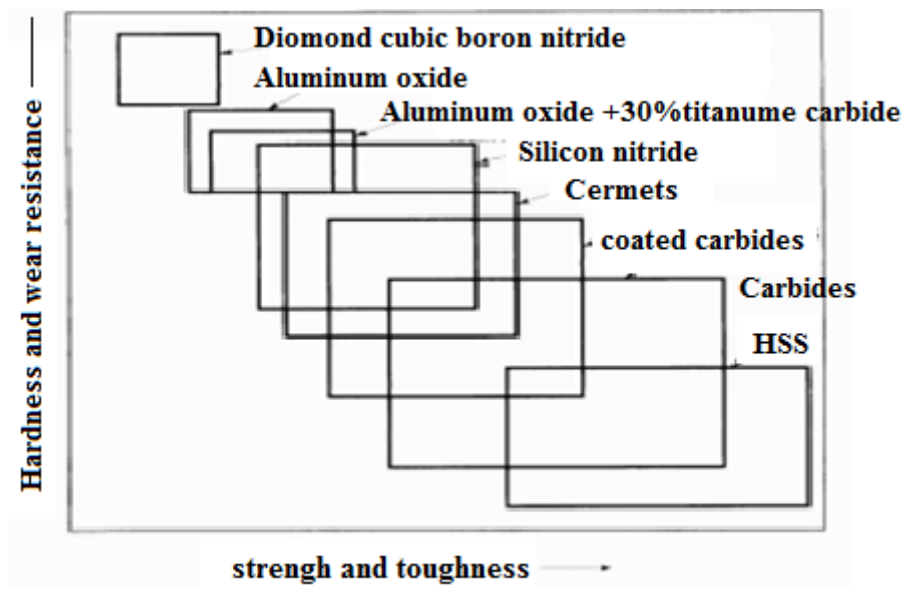 Diomond cubic boron nitride
Aluminum oxide
Aluminum oxide +30%titanume carbide
Silicon nitride
Cermets
coated carbides
Carbides
HSS
Hardness and wear resistance
strengh and toughness